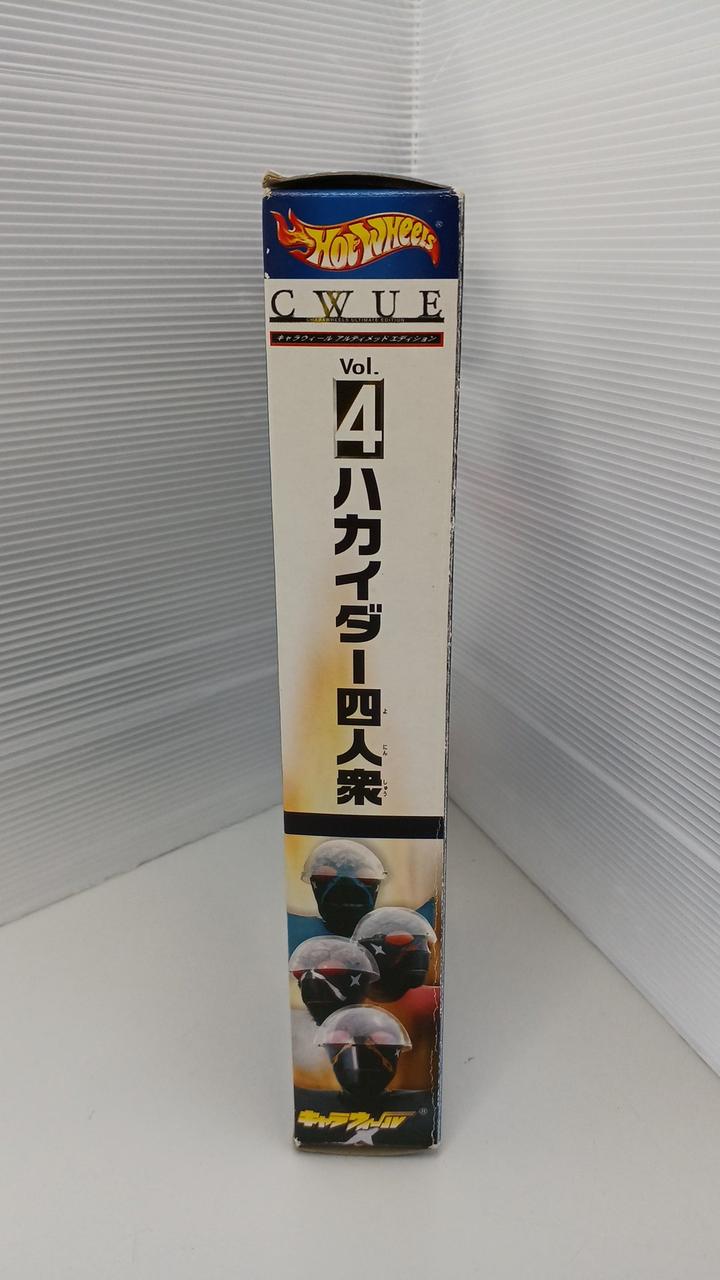 HOT WHEELS®
CWUE
CHARAWHEELS ULTIMATE EDITION
キャラウィール アルティメットエディション
Vol.
4
ハカイダー四人衆
よ
にん
しゅう
キャラウィール®